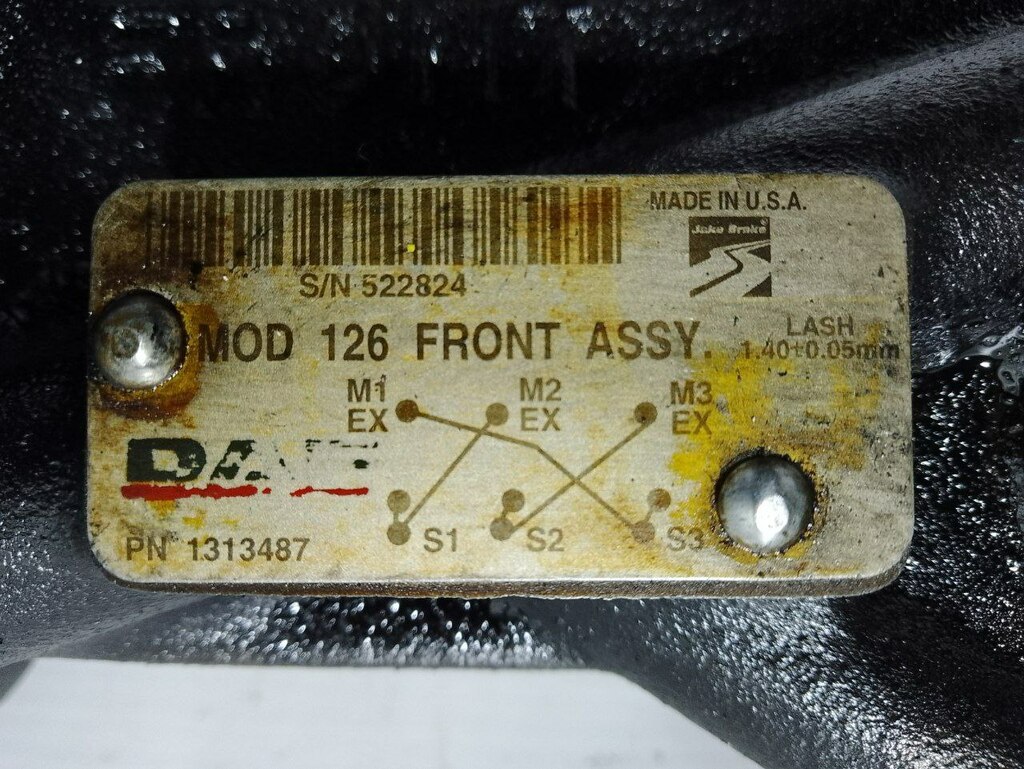 MADE IN U.S.A.
Jake Brake
S/N 522824
MOD 126 FRONT ASSY.
LASH
1.40±0.05mm
M1 M2 M3
EX EX EX
DAF
S1 S2 S3
PN 1313487